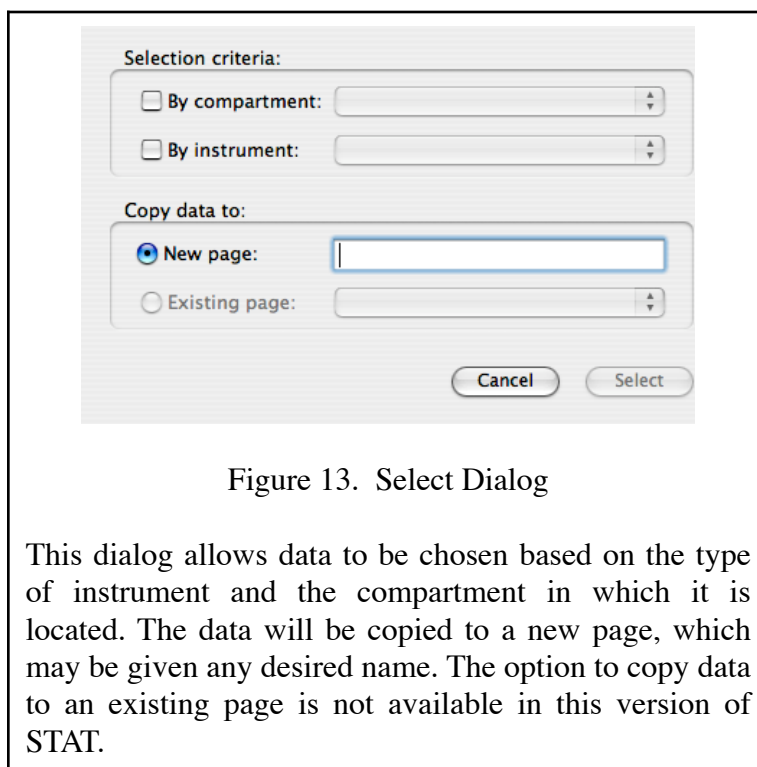 Selection criteria:
By compartment:
By instrument:
Copy data to:
New page:
Existing page:
Cancel Select
Figure 13. Select Dialog
This dialog allows data to be chosen based on the type
of instrument and the compartment in which it is
located. The data will be copied to a new page, which
may be given any desired name. The option to copy data
to an existing page is not available in this version of
STAT.